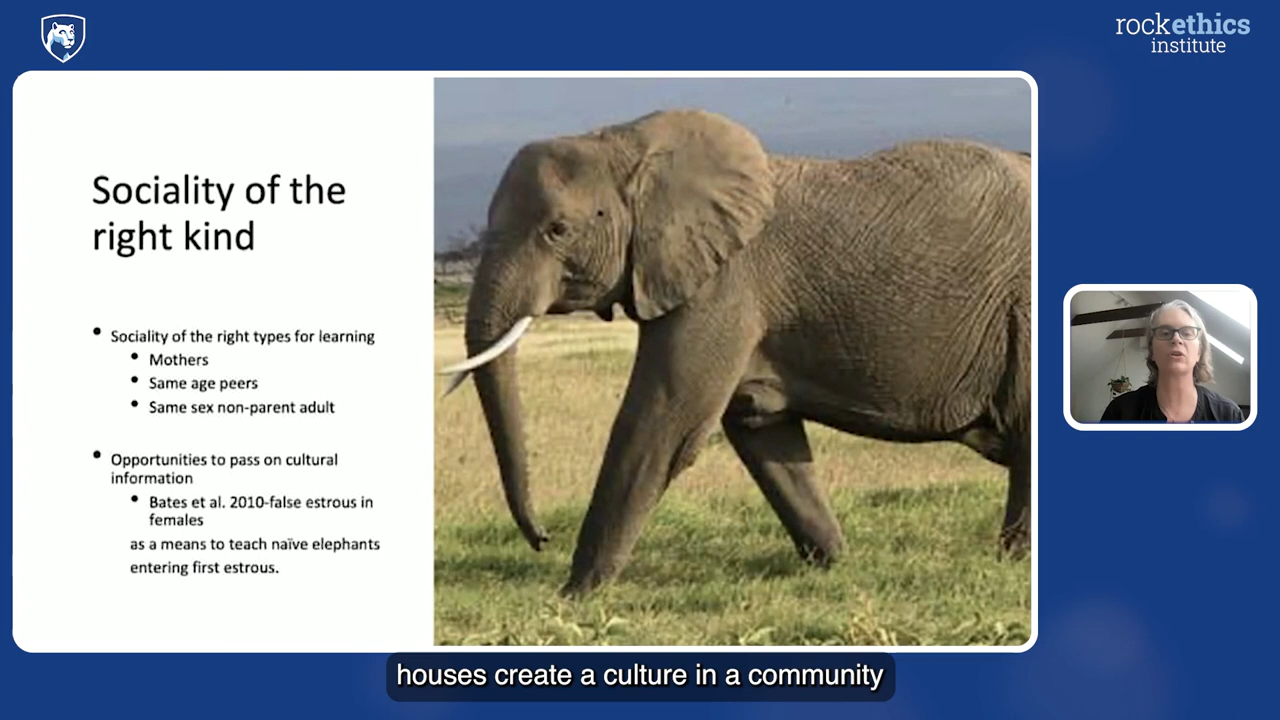 rockethics
institute
Sociality of the
right kind
• Sociality of the right types for learning
• Mothers
• Same age peers
• Same sex non-parent adult
• Opportunities to pass on cultural
information
• Bates et al. 2010-false estrous in
females
as a means to teach naïve elephants
entering first estrous.
houses create a culture in a community